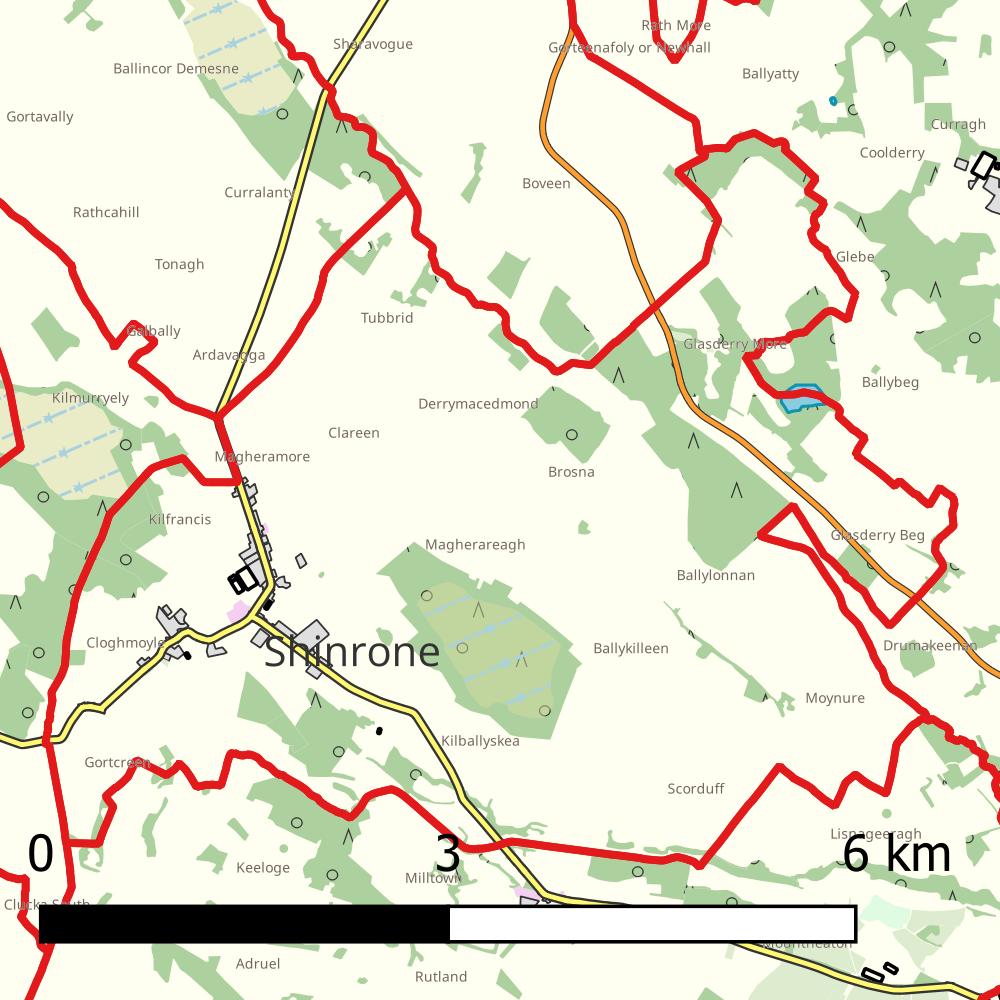 Rath More
Sharavogue
Gorteenafoly or Newhall
Ballincor Demesne
Ballyatty
Gortavally
Curragh
Coolderry
Boveen
Curralanty
Rathcahill
Glebe
Tonagh
Tubbrid
Galbally
Glasderry More
Ardavagga
Ballybeg
Kilmurryely
Derrymacedmond
Clareen
Magheramore
Brosna
Kilfrancis
Glasderry Beg
Magherareagh
Ballylonnan
Cloghmoyle
Shinrone
Ballykilleen
Drumakeenan
Moynure
Kilballyskea
Gortcreen
Scorduff
Lisnageeragh
0 3 6 km
Keeloge
Milltown
Clucka South
Mountheaton
Adruel
Rutland